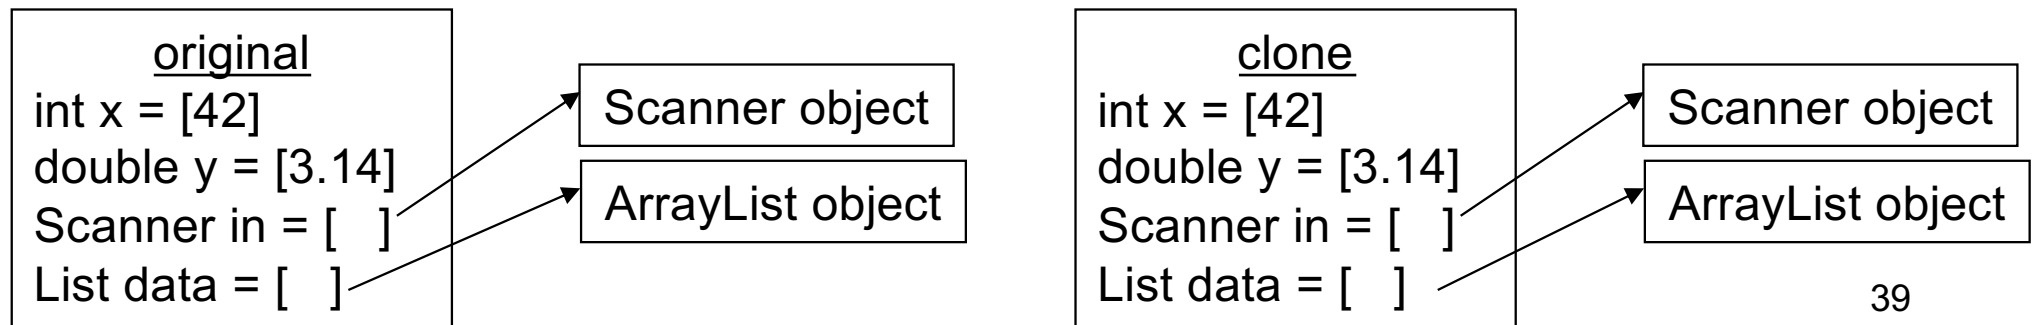 original
int x = [42]
double y = [3.14]
Scanner in = [ ]
List data = [ ]
Scanner object
ArrayList object
clone
int x = [42]
double y = [3.14]
Scanner in = [ ]
List data = [ ]
Scanner object
ArrayList object
39